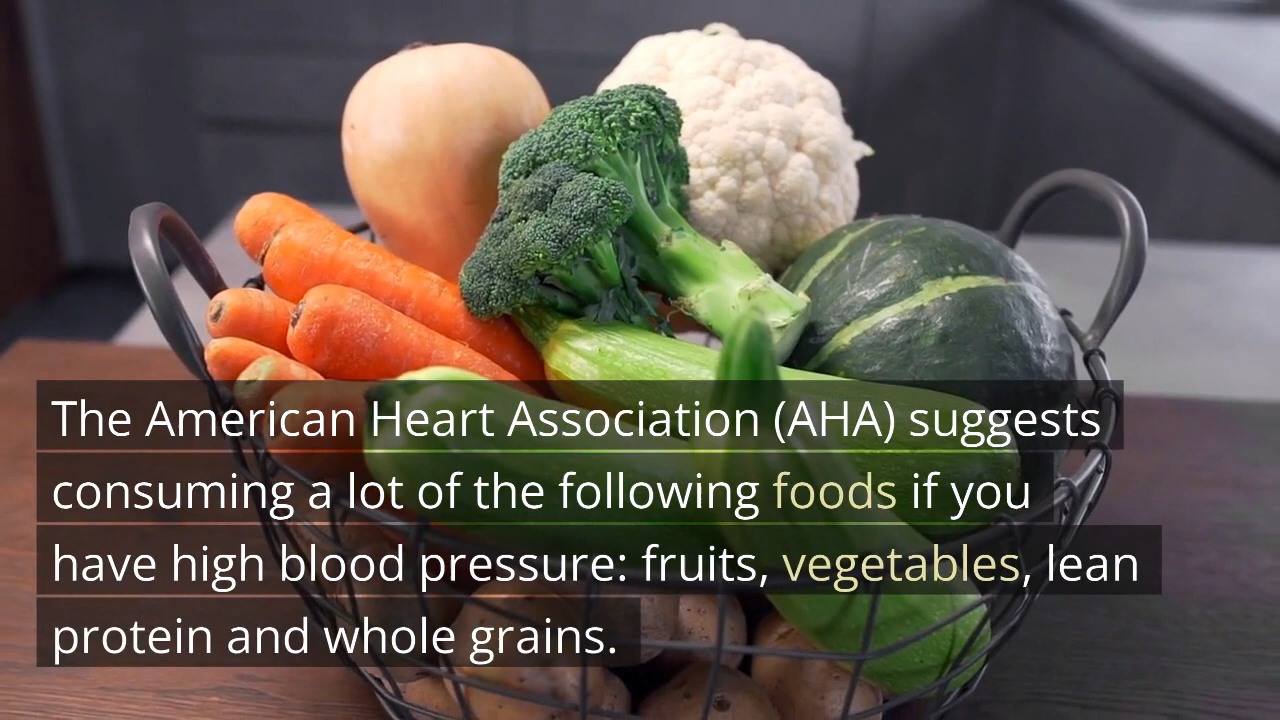 The American Heart Association (AHA) suggests
consuming a lot of the following foods if you
have high blood pressure: fruits, vegetables, lean
protein and whole grains.